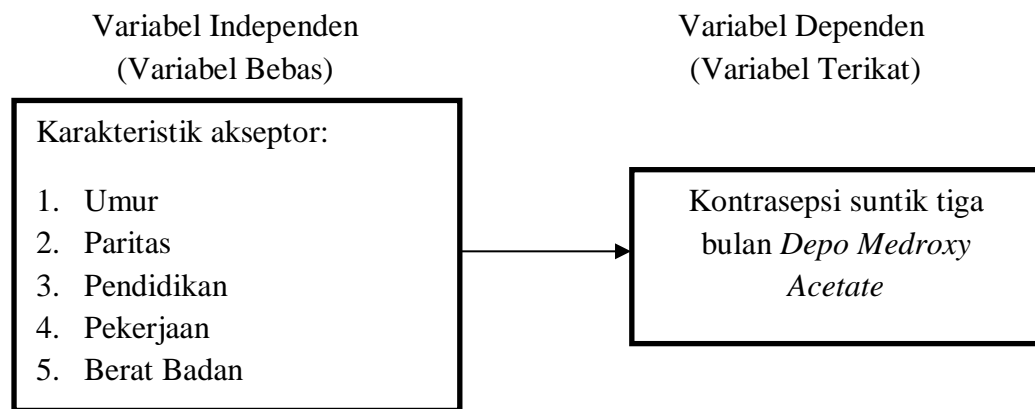 Variabel Independen
(Variabel Bebas)
Variabel Dependen
(Variabel Terikat)
Karakteristik akseptor:
1. Umur
2. Paritas
3. Pendidikan
4. Pekerjaan
5. Berat Badan
Kontrasepsi suntik tiga
bulan Depo Medroxy
Acetate